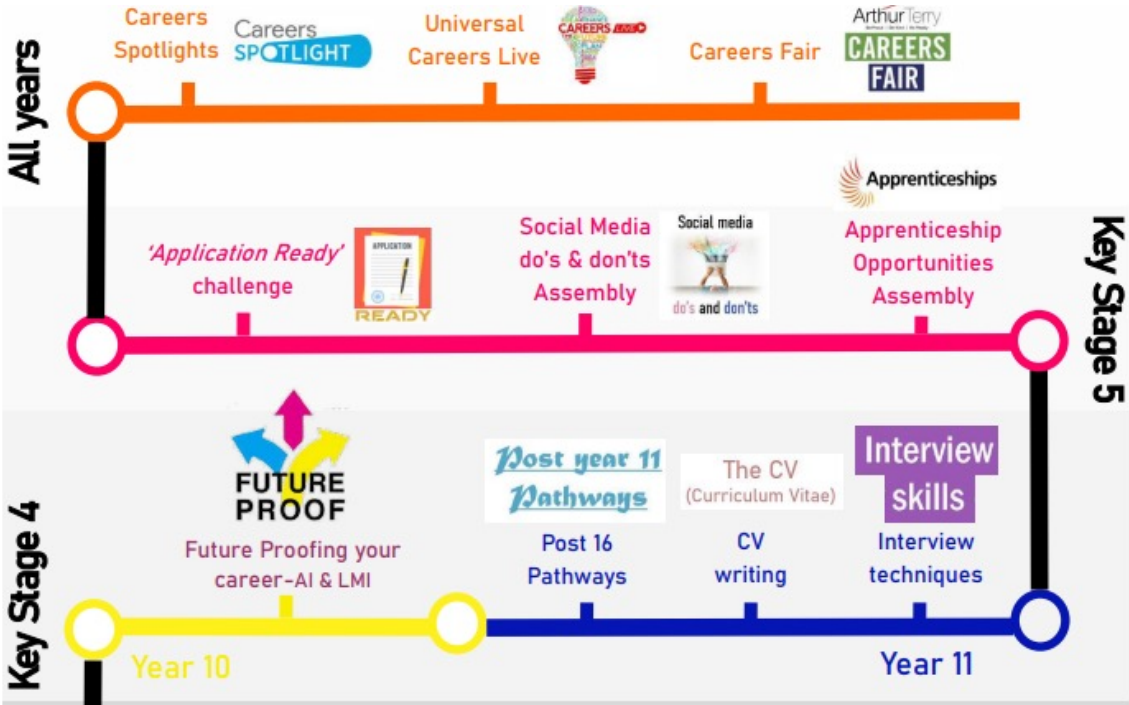 All years
Careers
Spotlights
Careers
SPOTLIGHT
Universal
Careers Live
CAREERS LIVE
PLAN
Careers Fair
Arthur Terry
CAREERS
FAIR
Key Stage 5
'Application Ready'
challenge
APPLICATION
READY
Social Media
do's & don'ts
Assembly
Social media
do's and don'ts
Apprenticeships
Apprenticeship
Opportunities
Assembly
Key Stage 4
FUTURE
PROOF
Future Proofing your
career-AI & LMI
Post year 11
Pathways
Post 16
Pathways
The CV
(Curriculum Vitae)
CV
writing
Interview
skills
Interview
techniques
Year 10
Year 11